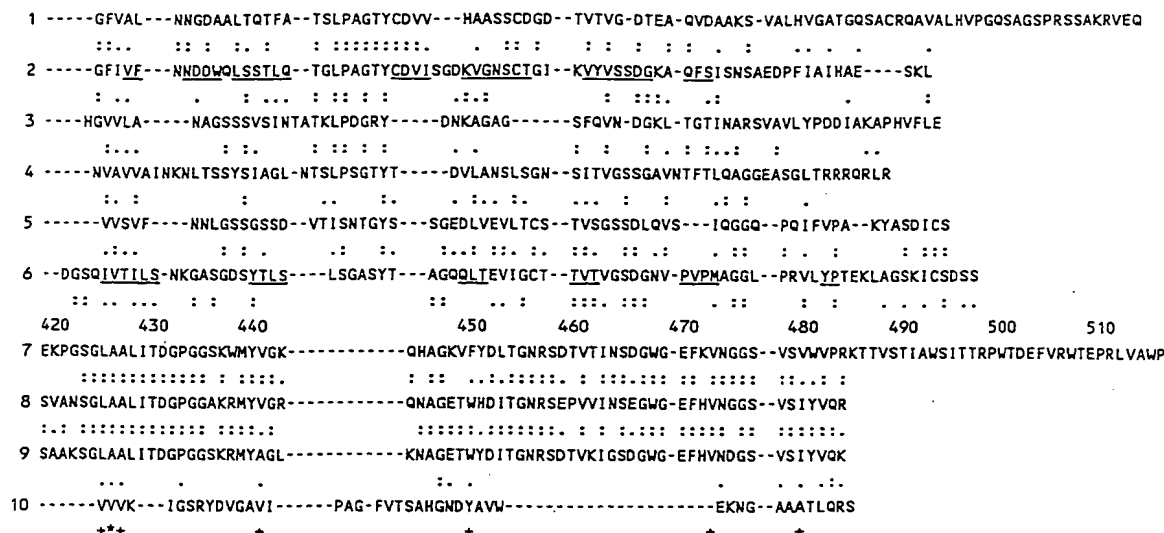 1 -----GFVAL---NNGDAALTQTFA--TSLPAGTYCDVV---HAASSCDGD--TVTVG-DTEA-QVDAAKS-VALHVGATGQSACRQAVALHVPGQSAGSPRSSAKRVEQ
2 -----GFIVF----NNDDWQLSSTLQ--TGLPAGTYCDVISGDKVGNSCTGI--KVYVSSDGKA-QFSISNSAEDPFIAIHAE----SKL
3 ----HGVVLA-----NAGSSSVSINTATKLPDGRY-----DNKAGAG-----SFQVN-DGKL-TGTINARSVAVLYPDDIAKAPHVFLE
4 -----NVAVVAINKNLTSSYSIAGL-NTSLPSGTYT-----DVLANSLSGN--SITVGSSGAVNTFTLQAGGEASGLTRRRQRLR
5 ------VVSVF----NNLGSSGSSD--VTISNTGYS---SGEDLVEVLTCS--TVSGSSDLQVS---IQGGQ-PQIFVPA--KYASDICS
6 --DGSQIVTILS--NKGASGDSYTLS----LSGASYT---AGQQLTEVIGCT--TVTVGSDGNV-PVPMAGGL--PRVLYPTEKLAGSKICSDSS
420 430 440 450 460 472 481 490 500 510
7 EKPGSGLAALITDGPGGSKWMYVGK------------QHAGKVFYDLTGNRSDTVTINSDGWG-EFKVNGGS--VSVWVPRKTTVSTIAWSITTRPWTDEFVRWTEPRLVAWP
8 SVANSGLAALITDGPGGAKRMYVGR------------QNAGETWHDITGNRSEPVVINSEGWG-EFHVNGGS--VSIYVQR
9 SAAKSGLAALITDGPGGSKRMYAGL------------KNAGETWYDITGNRSDTVKIGSDGWG-EFHVNDGS--VSIYVQK
10 ------VVVK---IGSRYDVGAVI------PAG-FVTSAHGNDYAVW---------------------EKNG---AAATLQRS
+*+ * * * *